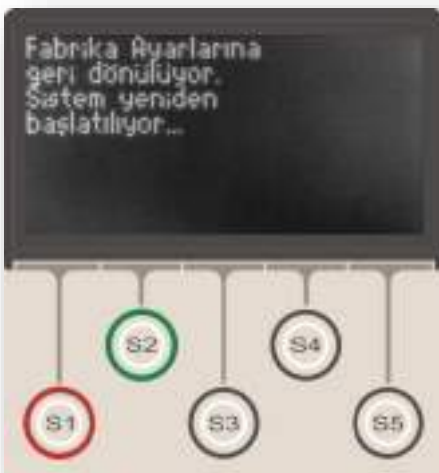 Fabrika Ayarlarına
geri dönülüyor.
Sistem yeniden
başlatılıyor...
S2
S4
S1
S3
S5